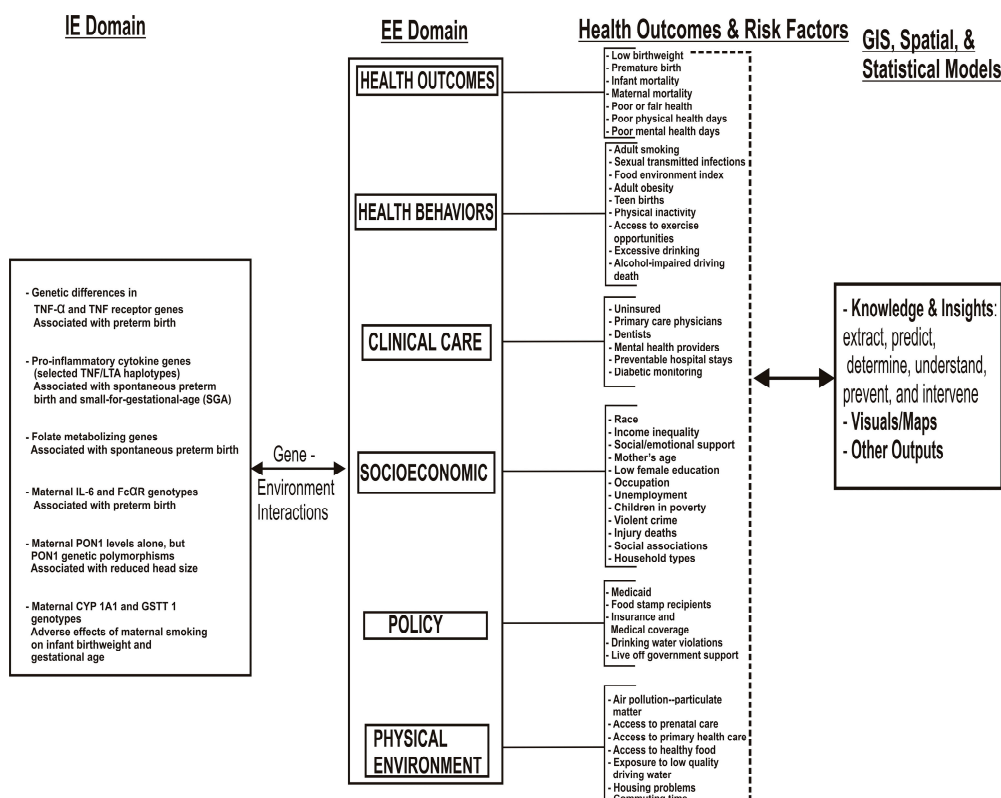 IE Domain
- Genetic differences in
TNF-α and TNF receptor genes
Associated with preterm birth
- Pro-inflammatory cytokine genes
(selected TNF/LTA haplotypes)
Associated with spontaneous preterm
birth and small-for-gestational-age (SGA)
- Folate metabolizing genes
Associated with spontaneous preterm birth
- Maternal IL-6 and FcαR genotypes
Associated with preterm birth
- Maternal PON1 levels alone, but
PON1 genetic polymorphisms
Associated with reduced head size
- Maternal CYP 1A1 and GSTT 1
genotypes
Adverse effects of maternal smoking
on infant birthweight and
gestational age
Gene -
Environment
Interactions
EE Domain
HEALTH OUTCOMES
HEALTH BEHAVIORS
CLINICAL CARE
SOCIOECONOMIC
POLICY
PHYSICAL
ENVIRONMENT
Health Outcomes & Risk Factors
- Low birthweight
- Premature birth
- Infant mortality
- Maternal mortality
- Poor or fair health
- Poor physical health days
- Poor mental health days
- Adult smoking
- Sexual transmitted infections
- Food environment index
- Adult obesity
- Teen births
- Physical inactivity
- Access to exercise
opportunities
- Excessive drinking
- Alcohol-impaired driving
death
- Uninsured
- Primary care physicians
- Dentists
- Mental health providers
- Preventable hospital stays
- Diabetic monitoring
- Race
- Income inequality
- Social/emotional support
- Mother's age
- Low female education
- Occupation
- Unemployment
- Children in poverty
- Violent crime
- Injury deaths
- Social associations
- Household types
- Medicaid
- Food stamp recipients
- Insurance and
Medical coverage
- Drinking water violations
- Live off government support
- Air pollution--particulate
matter
- Access to prenatal care
- Access to primary health care
- Access to healthy food
- Exposure to low quality
driving water
- Housing problems
- Commuting time
GIS, Spatial, &
Statistical Models
- Knowledge & Insights:
extract, predict,
determine, understand,
prevent, and intervene
- Visuals/Maps
- Other Outputs